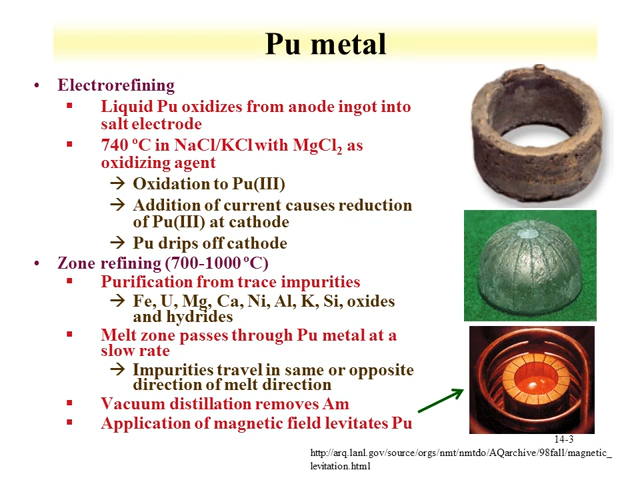 Pu metal
• Electrorefining
▪ Liquid Pu oxidizes from anode ingot into
salt electrode
▪ 740 ºC in NaCl/KCl with MgCl2 as
oxidizing agent
→ Oxidation to Pu(III)
→ Addition of current causes reduction
of Pu(III) at cathode
→ Pu drips off cathode
• Zone refining (700-1000 ºC)
▪ Purification from trace impurities
→ Fe, U, Mg, Ca, Ni, Al, K, Si, oxides
and hydrides
▪ Melt zone passes through Pu metal at a
slow rate
→ Impurities travel in same or opposite
direction of melt direction
▪ Vacuum distillation removes Am
▪ Application of magnetic field levitates Pu
14-3
http://arq.lanl.gov/source/orgs/nmt/nmtdo/AQarchive/98fall/magnetic_
levitation.html